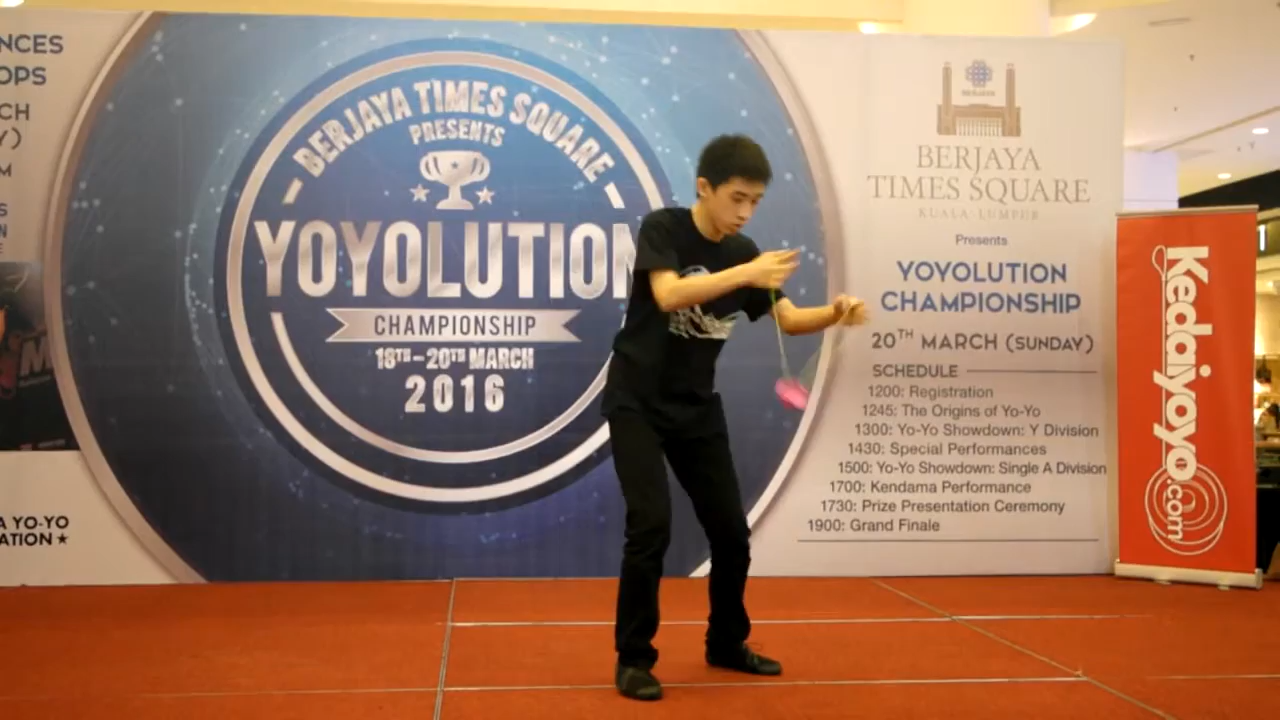 NCES
OPS
CH
Y)
M
S
N
E
A YO-YO
ATION ★
BERJAYA TIMES SQUARE
PRESENTS
YOYOLUTION
CHAMPIONSHIP
18TH-20TH MARCH
2016
BERJAYA
TIMES SQUARE
KUALA LUMPUR
Presents
YOYOLUTION
CHAMPIONSHIP
20TH MARCH (SUNDAY)
SCHEDULE
1200: Registration
1245: The Origins of Yo-Yo
1300: Yo-Yo Showdown: Y Division
1430: Special Performances
1500: Yo-Yo Showdown: Single A Division
1700: Kendama Performance
1730: Prize Presentation Ceremony
1900: Grand Finale
Kedaiyoyo
.com